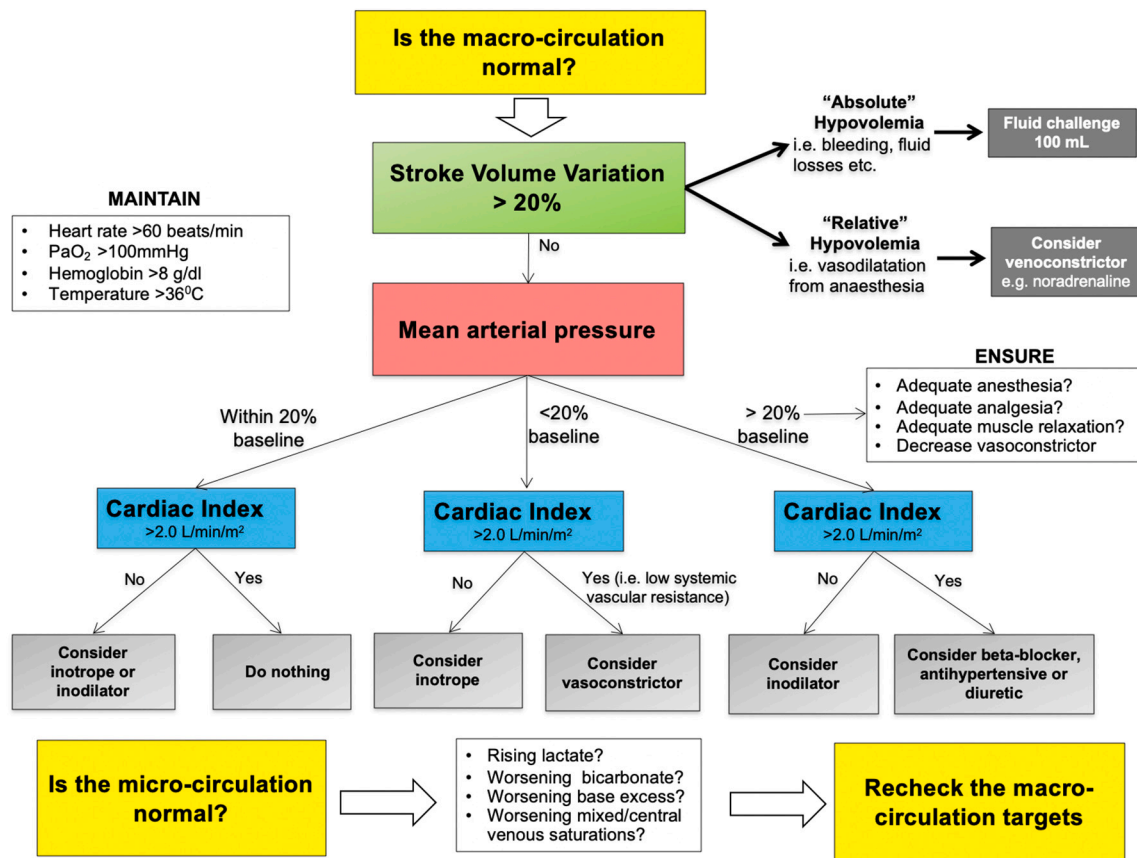 Is the macro-circulation
normal?
"Absolute"
Hypovolemia
i.e. bleeding, fluid
losses etc.
Fluid challenge
100 mL
Stroke Volume Variation
> 20%
MAINTAIN
• Heart rate >60 beats/min
• PaO₂ >100mmHg
• Hemoglobin >8 g/dl
• Temperature >36⁰C
"Relative"
Hypovolemia
i.e. vasodilatation
from anaesthesia
Consider
venoconstrictor
e.g. noradrenaline
No
Mean arterial pressure
ENSURE
• Adequate anesthesia?
• Adequate analgesia?
• Adequate muscle relaxation?
• Decrease vasoconstrictor
Within 20%
baseline
<20%
baseline
> 20%
baseline
Cardiac Index
>2.0 L/min/m²
Cardiac Index
>2.0 L/min/m²
Cardiac Index
>2.0 L/min/m²
No
Yes
No
Yes (i.e. low systemic
vascular resistance)
No
Yes
Consider
inotrope or
inodilator
Do nothing
Consider
inotrope
Consider
vasoconstrictor
Consider
inodilator
Consider beta-blocker,
antihypertensive or
diuretic
Is the micro-circulation
normal?
• Rising lactate?
• Worsening bicarbonate?
• Worsening base excess?
• Worsening mixed/central
venous saturations?
Recheck the macro-
circulation targets